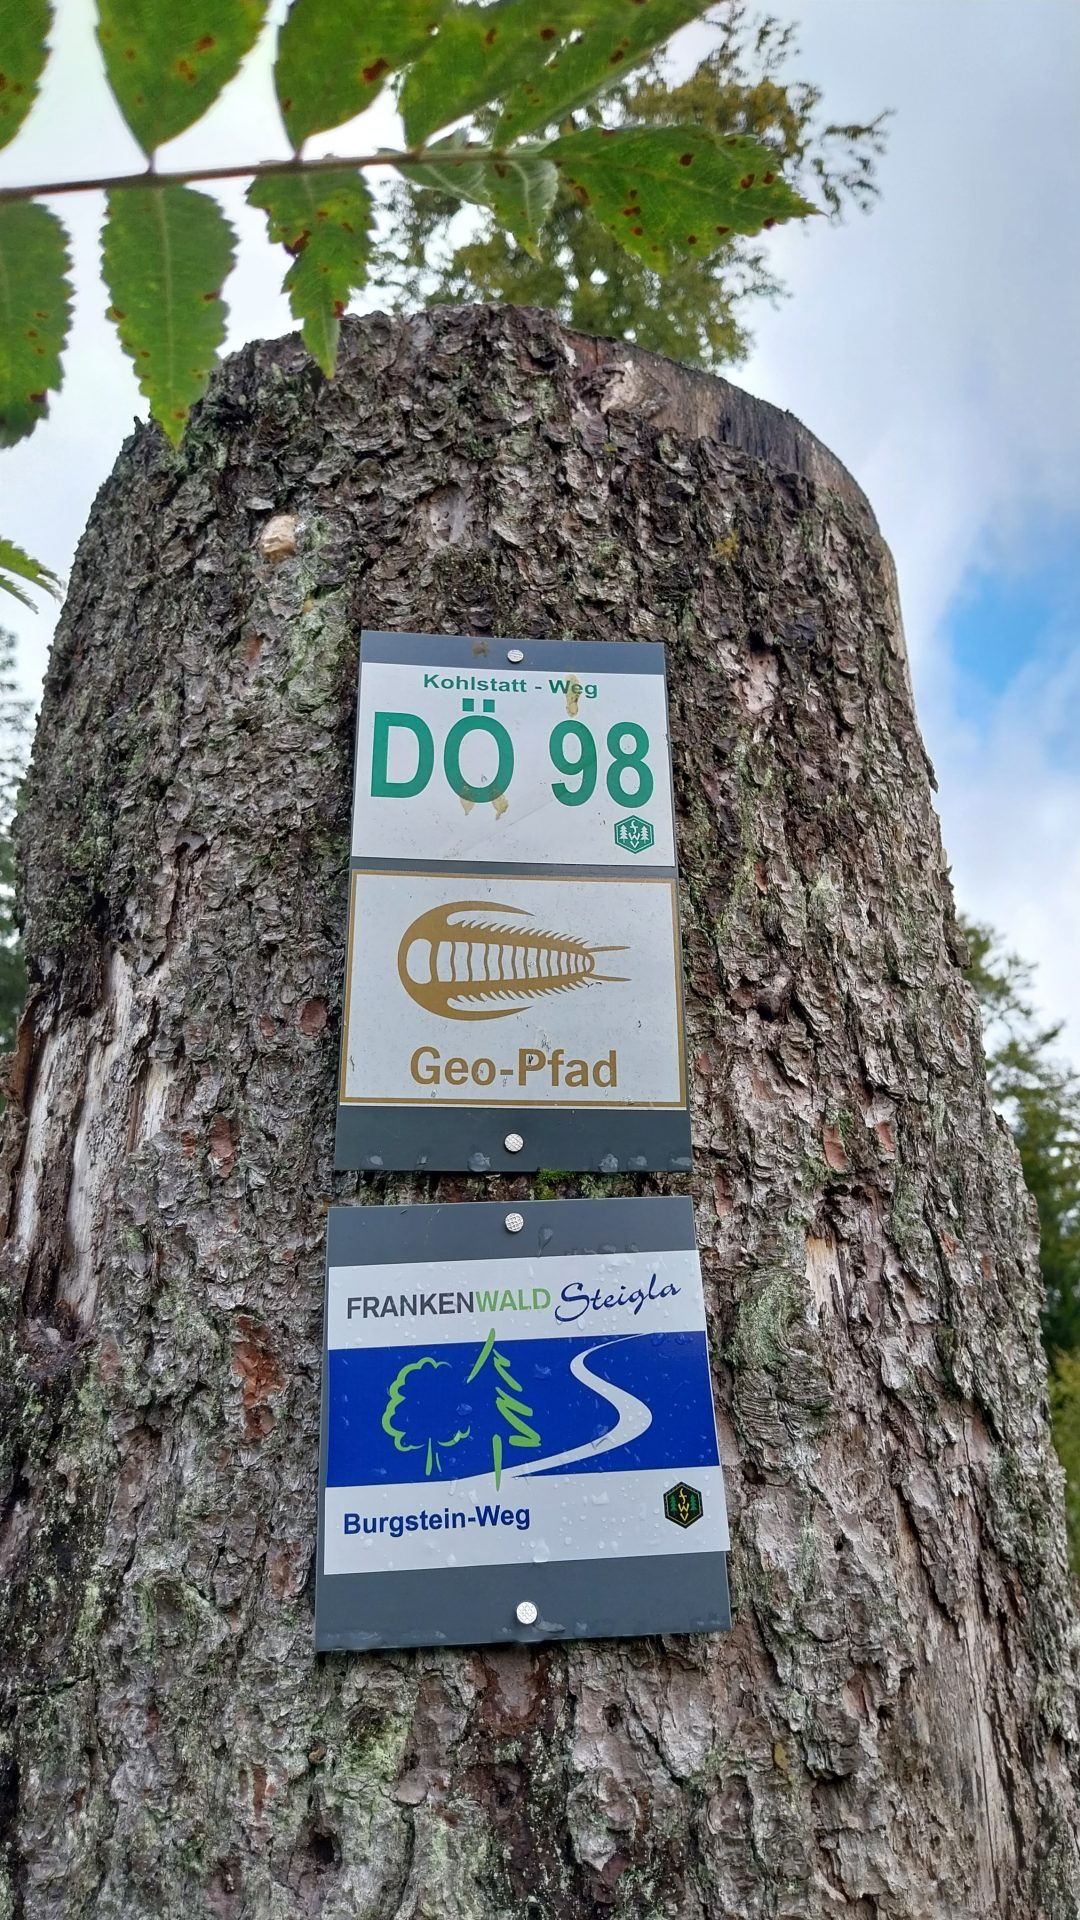 Kohlstatt - Weg
DÖ 98
Geo-Pfad
FRANKENWALD Steigla
Burgstein-Weg